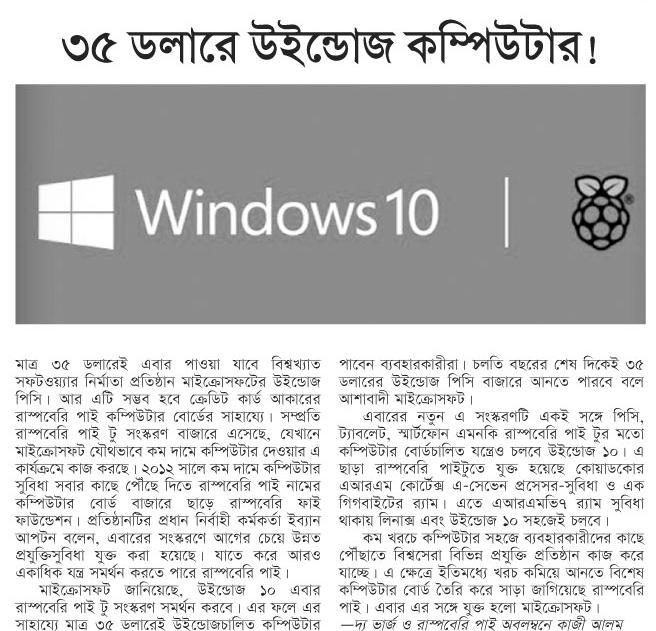 ৩৫ ডলারে উইন্ডোজ কম্পিউটার!
Windows 10
মাত্র ৩৫ ডলারেই এবার পাওয়া যাবে বিশ্বখ্যাত
সফটওয়্যার নির্মাতা প্রতিষ্ঠান মাইক্রোসফটের উইন্ডোজ
পিসি। আর এটি সম্ভব হবে ক্রেডিট কার্ড আকারের
রাস্পবেরি পাই কম্পিউটার বোর্ডের সাহায্যে। সম্প্রতি
রাস্পবেরি পাই টু সংস্করণ বাজারে এসেছে, যেখানে
মাইক্রোসফট যৌথভাবে কম দামে কম্পিউটার দেওয়ার এ
কার্যক্রমে কাজ করছে। ২০১২ সালে কম দামে কম্পিউটার
সুবিধা সবার কাছে পৌঁছে দিতে রাস্পবেরি পাই নামের
কম্পিউটার বোর্ড বাজারে ছাড়ে রাস্পবেরি ফাই
ফাউন্ডেশন। প্রতিষ্ঠানটির প্রধান নির্বাহী কর্মকর্তা ইব্যান
আপটন বলেন, এবারের সংস্করণে আগের চেয়ে উন্নত
প্রযুক্তিসুবিধা যুক্ত করা হয়েছে। যাতে করে আরও
একাধিক যন্ত্র সমর্থন করতে পারে রাস্পবেরি পাই।
মাইক্রোসফট জানিয়েছে, উইন্ডোজ ১০ এবার
রাস্পবেরি পাই টু সংস্করণ সমর্থন করবে। এর ফলে এর
সাহায্যে মাত্র ৩৫ ডলারেই উইন্ডোজচালিত কম্পিউটার
পাবেন ব্যবহারকারীরা। চলতি বছরের শেষ দিকেই ৩৫
ডলারের উইন্ডোজ পিসি বাজারে আনতে পারবে বলে
আশাবাদী মাইক্রোসফট।
এবারের নতুন এ সংস্করণটি একই সঙ্গে পিসি,
ট্যাবলেট, স্মার্টফোন এমনকি রাস্পবেরি পাই টুর মতো
কম্পিউটার বোর্ডচালিত যন্ত্রেও চলবে উইন্ডোজ ১০। এ
ছাড়া রাস্পবেরি পাইটুতে যুক্ত হয়েছে কোয়াডকোর
এআরএম কোর্টেক্স এ-সেভেন প্রসেসর-সুবিধা ও এক
গিগবাইটের র‍্যাম। এতে এআরএমভি৭ র‍্যাম সুবিধা
থাকায় লিনাক্স এবং উইন্ডোজ ১০ সহজেই চলবে।
কম খরচে কম্পিউটার সহজে ব্যবহারকারীদের কাছে
পৌঁছাতে বিশ্বসেরা বিভিন্ন প্রযুক্তি প্রতিষ্ঠান কাজ করে
যাচ্ছে। এ ক্ষেত্রে ইতিমধ্যে খরচ কমিয়ে আনতে বিশেষ
কম্পিউটার বোর্ড তৈরি করে সাড়া জাগিয়েছে রাস্পবেরি
পাই। এবার এর সঙ্গে যুক্ত হলো মাইক্রোসফট।
—দ্য ভার্জ ও রাস্পবেরি পাই অবলম্বনে কাজী আলম